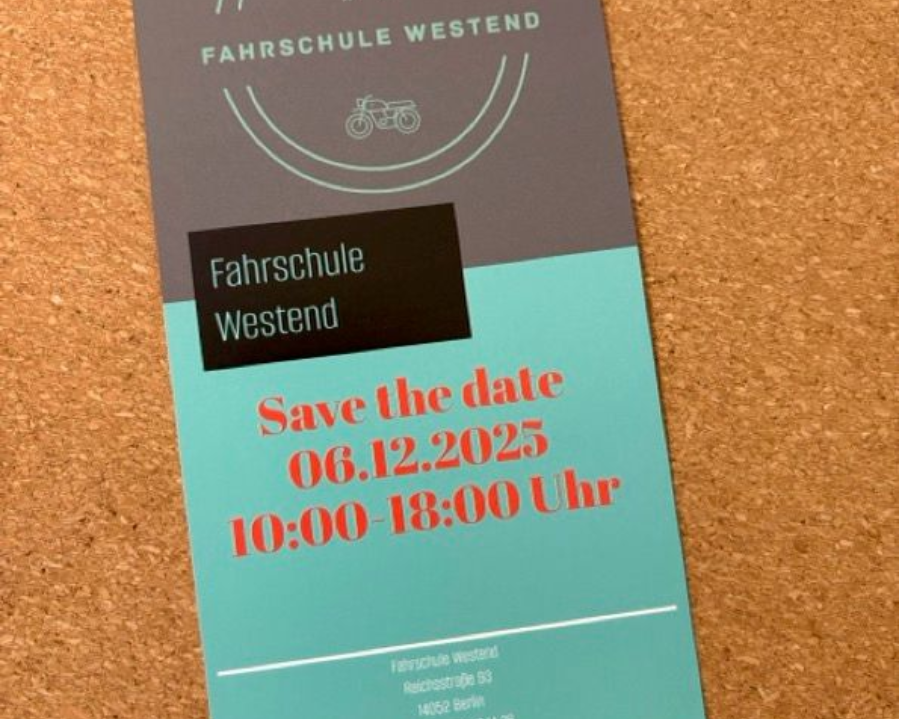 FAHRSCHULE WESTEND
Fahrschule
Westend
Save the date
06.12.2025
10:00-18:00 Uhr
Fahrschule Westend
Reichsstraße 93
14052 Berlin